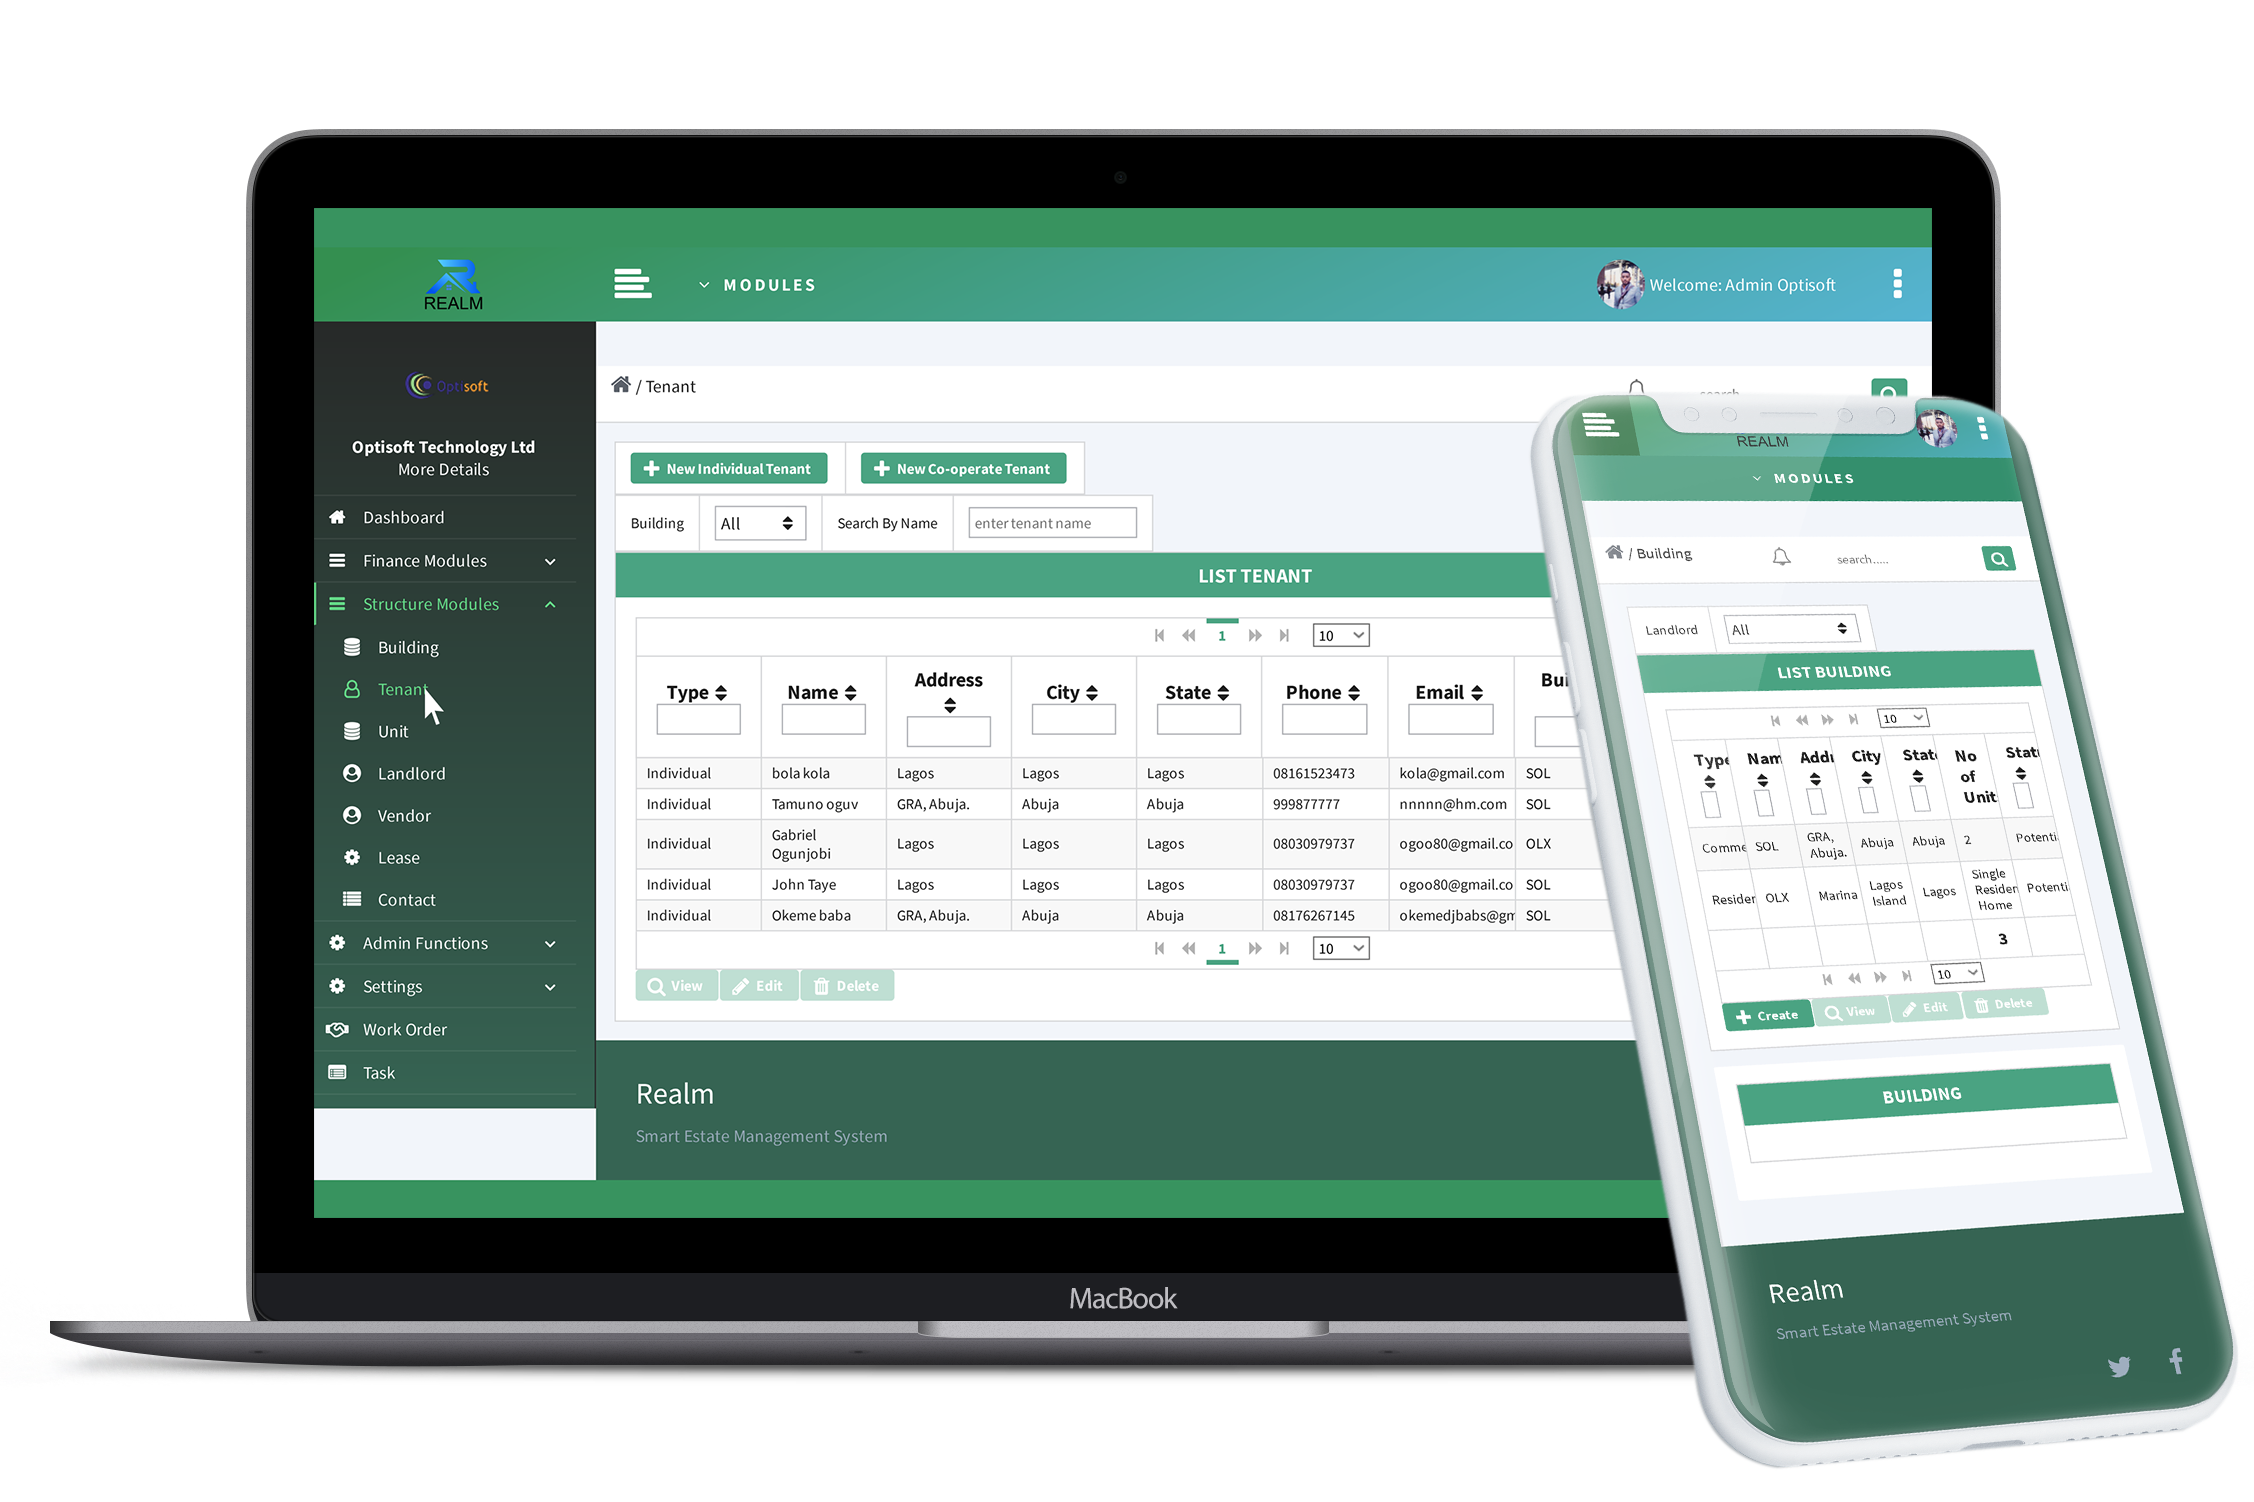 REALM
MODULES
Welcome: Admin Optisoft
Optisoft
Optisoft Technology Ltd
More Details
Dashboard
Finance Modules
Structure Modules
Building
Tenant
Unit
Landlord
Vendor
Lease
Contact
Admin Functions
Settings
Work Order
Task
/ Tenant
search
New Individual Tenant
New Co-operate Tenant
Building
All
Search By Name
enter tenant name
LIST TENANT
1
10
Type Name Address City State Phone Email Bui
Individual bola kola Lagos Lagos Lagos 08161523473 kola@gmail.com SOL
Individual Tamuno oguv GRA, Abuja. Abuja Abuja 999877777 nnnnn@hm.com SOL
Individual Gabriel Ogunjobi Lagos Lagos Lagos 08030979737 ogoo80@gmail.co OLX
Individual John Taye Lagos Lagos Lagos 08030979737 ogoo80@gmail.co SOL
Individual Okeme baba GRA, Abuja. Abuja Abuja 08176267145 okemedjbabs@gm SOL
1
10
View Edit Delete
Realm
Smart Estate Management System
MacBook
REALM
MODULES
/ Building
search.....
Landlord
All
LIST BUILDING
10
Type Nam Addr City State No of Unit Stat
Comme SOL GRA, Abuja. Abuja Abuja 2 Potenti
Residen OLX Marina Lagos Island Lagos Single Residen Home Potenti
3
10
Create View Edit Delete
BUILDING
Realm
Smart Estate Management System